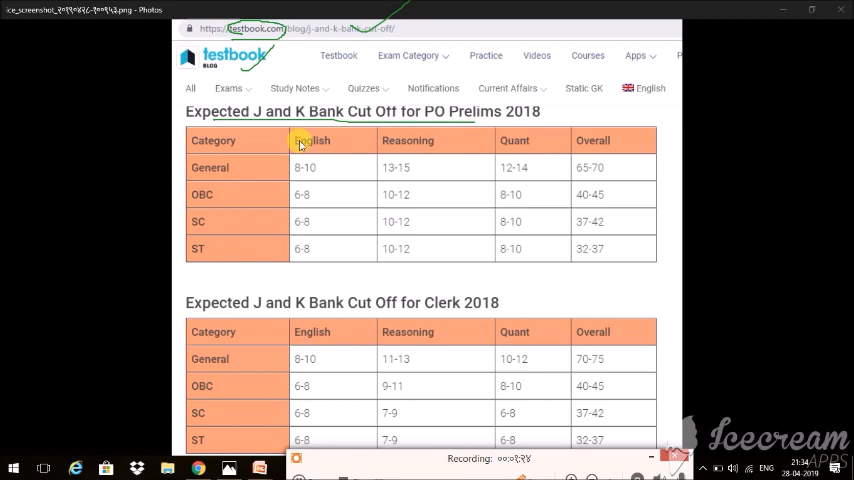 ice_screenshot_२०१९०४२८-२००१५३.png - Photos
https://testbook.com/blog/j-and-k-bank-cut-off/
testbook
BLOG
Testbook Exam Category Practice Videos Courses Apps P
All Exams Study Notes Quizzes Notifications Current Affairs Static GK English
Expected J and K Bank Cut Off for PO Prelims 2018
Category English Reasoning Quant Overall
General 8-10 13-15 12-14 65-70
OBC 6-8 10-12 8-10 40-45
SC 6-8 10-12 8-10 37-42
ST 6-8 10-12 8-10 32-37
Expected J and K Bank Cut Off for Clerk 2018
Category English Reasoning Quant Overall
General 8-10 11-13 10-12 70-75
OBC 6-8 9-11 8-10 40-45
SC 6-8 7-9 6-8 37-42
ST 6-8 7-9 6-8 32-37
Icecream
APPS
Recording: ००:०१:२४
ENG
21:34
28-04-2019